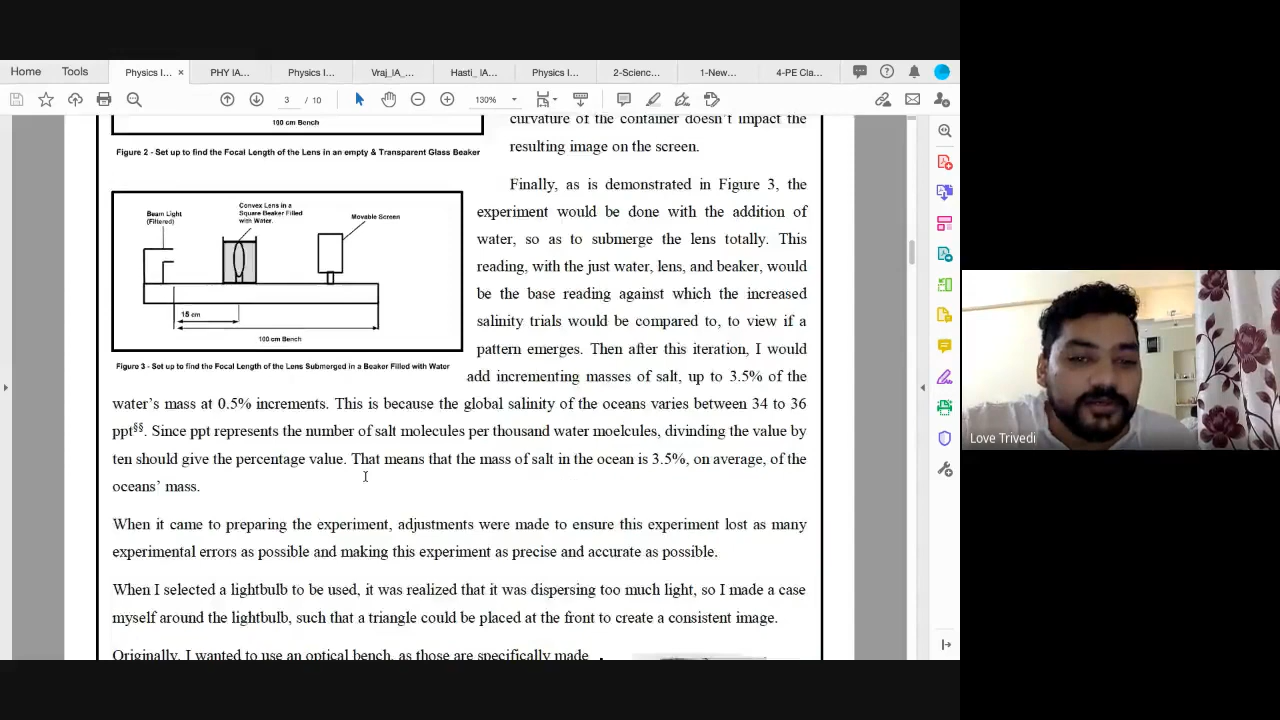 Home
Tools
Physics I...
×
PHY IA...
Physics I...
Vraj_IA_...
Hasti_ IA...
Physics I...
2-Scienc...
1-New...
4-PE Cla...
3 / 10
130%
100 cm Bench
Figure 2 - Set up to find the Focal Length of the Lens in an empty & Transparent Glass Beaker
curvature of the container doesn't impact the
resulting image on the screen.
Beam Light
(Filtered)
Convex Lens in a
Square Beaker Filled
with Water.
Movable Screen
15 cm
100 cm Bench
Figure 3 - Set up to find the Focal Length of the Lens Submerged in a Beaker Filled with Water
Finally, as is demonstrated in Figure 3, the
experiment would be done with the addition of
water, so as to submerge the lens totally. This
reading, with the just water, lens, and beaker, would
be the base reading against which the increased
salinity trials would be compared to, to view if a
pattern emerges. Then after this iteration, I would
add incrementing masses of salt, up to 3.5% of the
water's mass at 0.5% increments. This is because the global salinity of the oceans varies between 34 to 36
ppt§§. Since ppt represents the number of salt molecules per thousand water moelcules, divinding the value by
ten should give the percentage value. That means that the mass of salt in the ocean is 3.5%, on average, of the
oceans' mass.
When it came to preparing the experiment, adjustments were made to ensure this experiment lost as many
experimental errors as possible and making this experiment as precise and accurate as possible.
When I selected a lightbulb to be used, it was realized that it was dispersing too much light, so I made a case
myself around the lightbulb, such that a triangle could be placed at the front to create a consistent image.
Originally, I wanted to use an optical bench, as those are specifically made
Love Trivedi